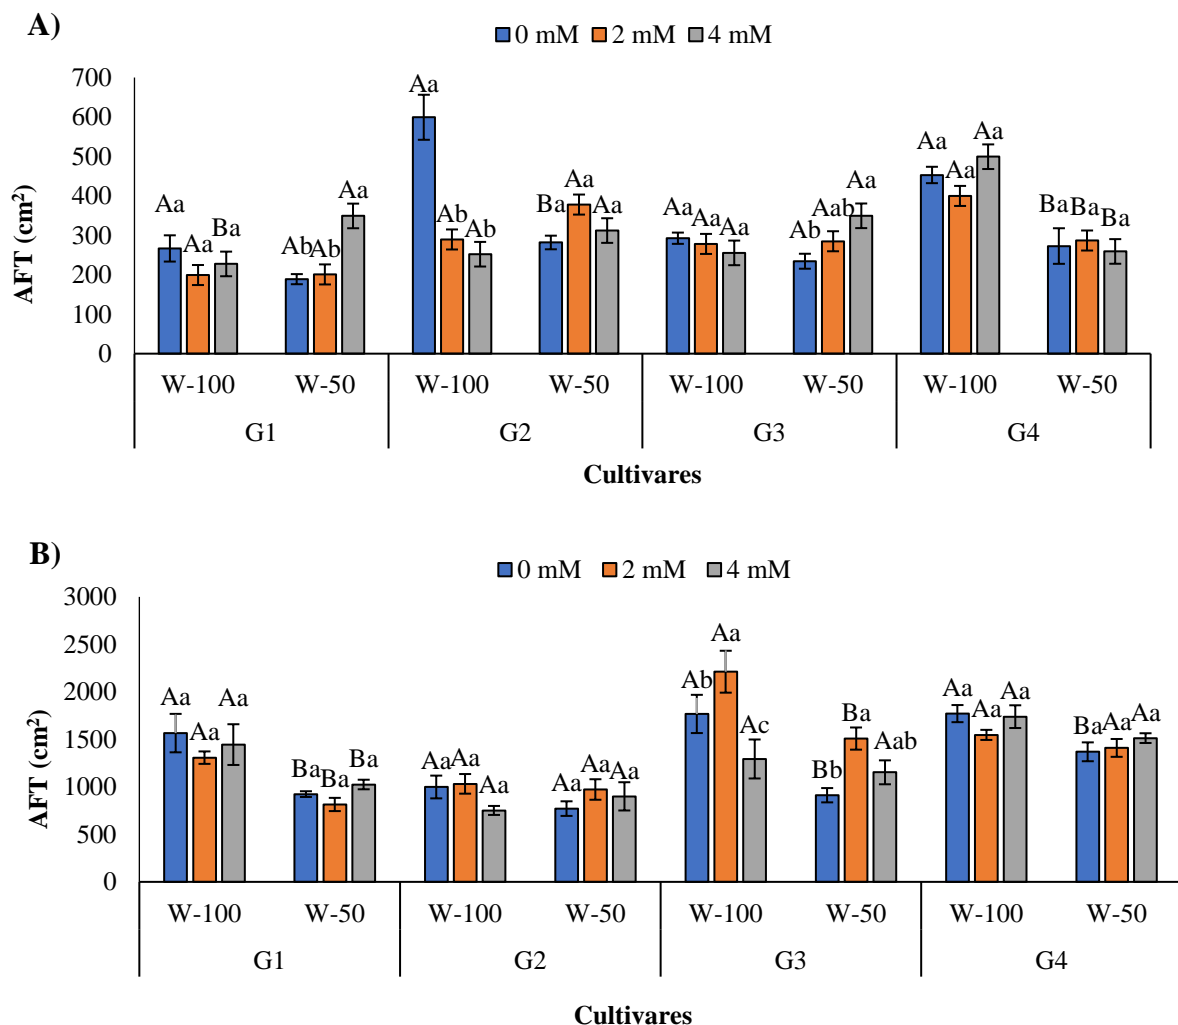 A)
0 mM 2 mM 4 mM
AFT (cm²)
700
600
500
400
300
200
100
0
Aa Aa Ba Ab Ab Aa Aa Ab Ab Ba Aa Aa Aa Aa Aa Ab Aab Aa Aa Aa Aa Ba Ba Ba
W-100 W-50 W-100 W-50 W-100 W-50 W-100 W-50
G1 G2 G3 G4
Cultivares
B)
0 mM 2 mM 4 mM
AFT (cm²)
3000
2500
2000
1500
1000
500
0
Aa Aa Aa Ba Ba Ba Aa Aa Aa Aa Aa Aa Ab Aa Ac Bb Ba Aab Aa Aa Aa Ba Aa Aa
W-100 W-50 W-100 W-50 W-100 W-50 W-100 W-50
G1 G2 G3 G4
Cultivares